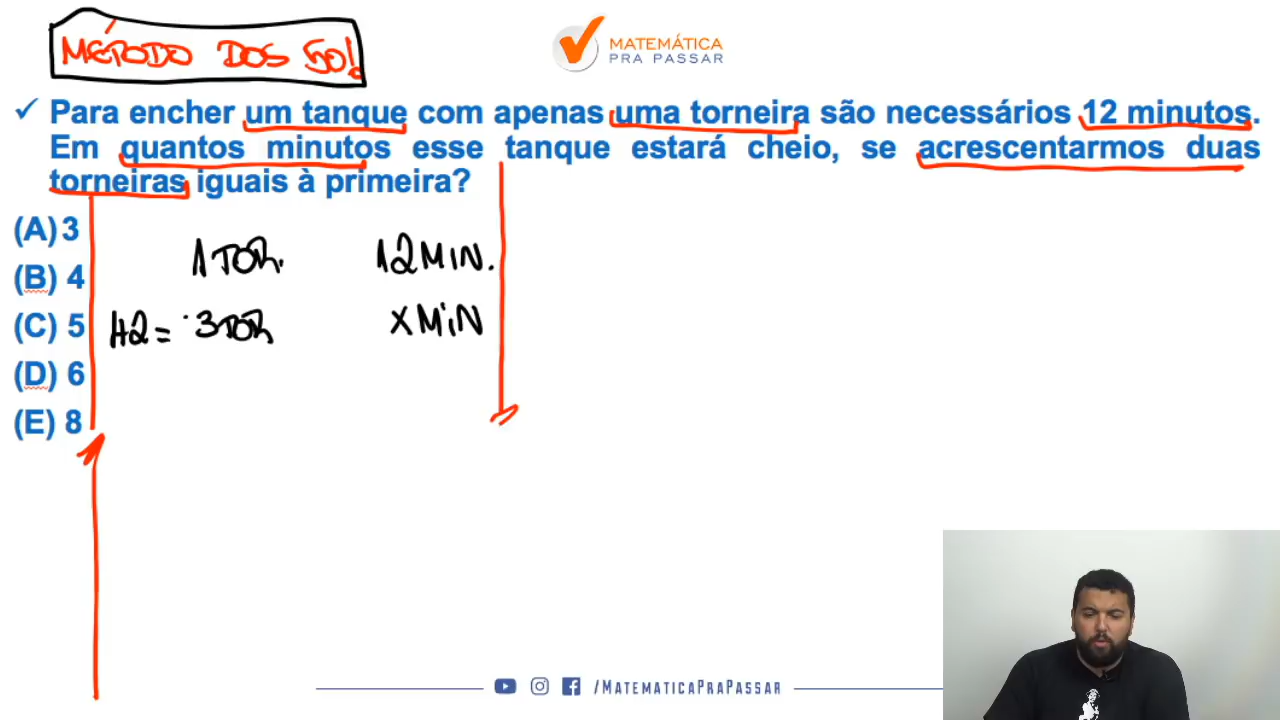 MÉTODO DOS 50!
MATEMÁTICA
PRA PASSAR
✓ Para encher um tanque com apenas uma torneira são necessários 12 minutos.
Em quantos minutos esse tanque estará cheio, se acrescentarmos duas
torneiras iguais à primeira?
(A) 3
(B) 4
(C) 5
(D) 6
(E) 8
1 TOR. 12 MIN.
+2 = 3 TOR X MIN
/MATEMATICAPRAPASSAR